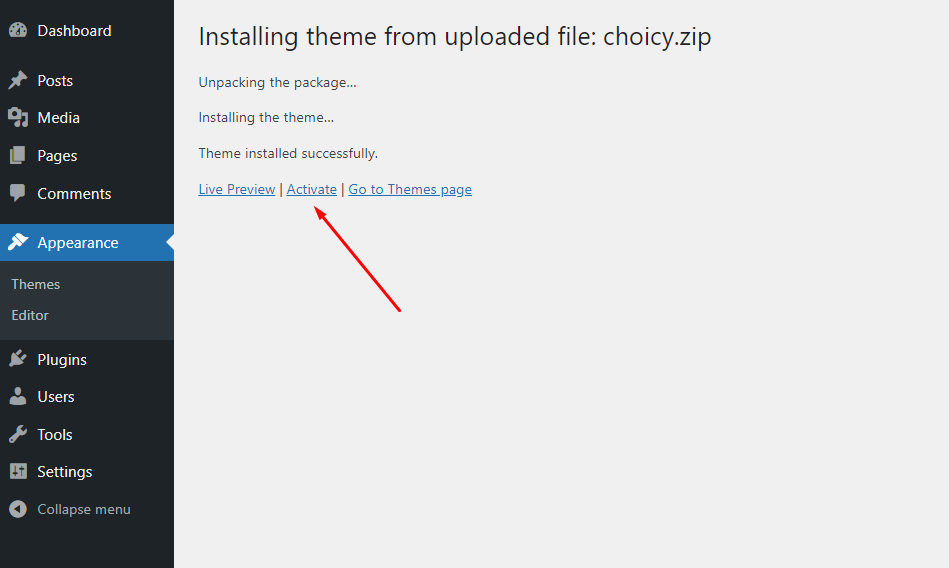 Dashboard
Posts
Media
Pages
Comments
Appearance
Themes
Editor
Plugins
Users
Tools
Settings
Collapse menu
Installing theme from uploaded file: choicy.zip
Unpacking the package…
Installing the theme…
Theme installed successfully.
Live Preview | Activate | Go to Themes page